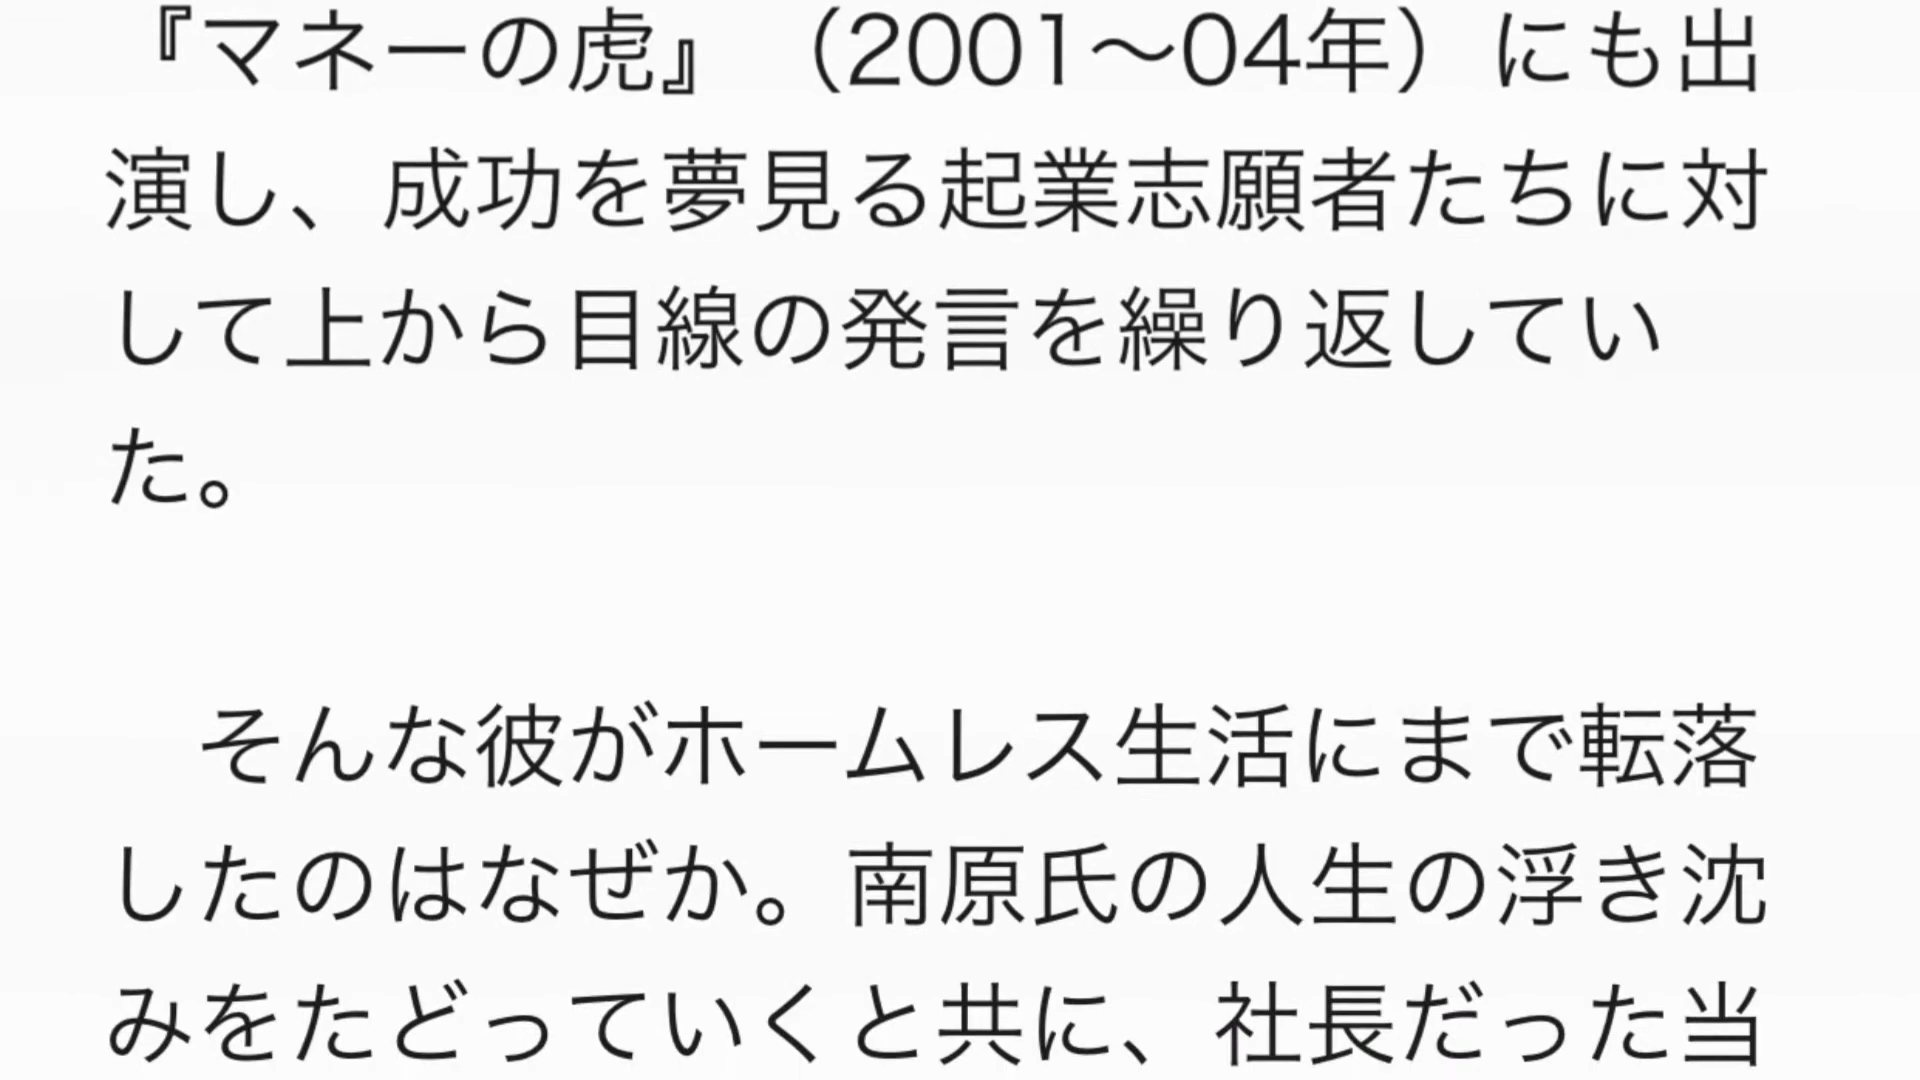 『マネーの虎』（2001〜04年）にも出
演し、成功を夢見る起業志願者たちに対
して上から目線の発言を繰り返してい
た。
そんな彼がホームレス生活にまで転落
したのはなぜか。南原氏の人生の浮き沈
みをたどっていくと共に、社長だった当